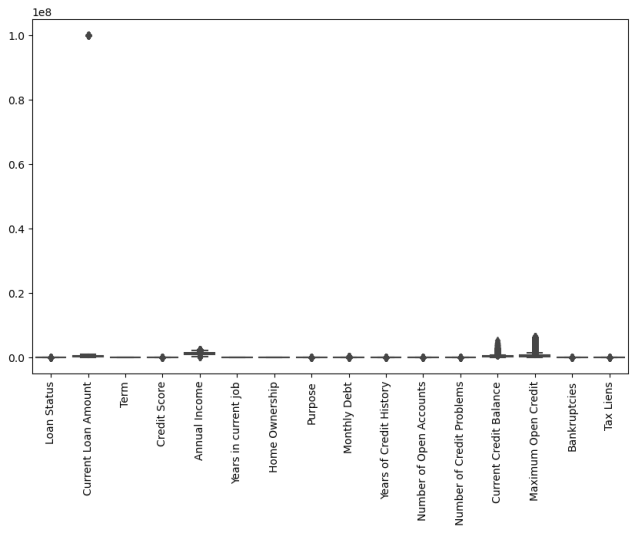 1e8
1.0
0.8
0.6
0.4
0.2
0.0
Loan Status
Current Loan Amount
Term
Credit Score
Annual Income
Years in current job
Home Ownership
Purpose
Monthly Debt
Years of Credit History
Number of Open Accounts
Number of Credit Problems
Current Credit Balance
Maximum Open Credit
Bankruptcies
Tax Liens